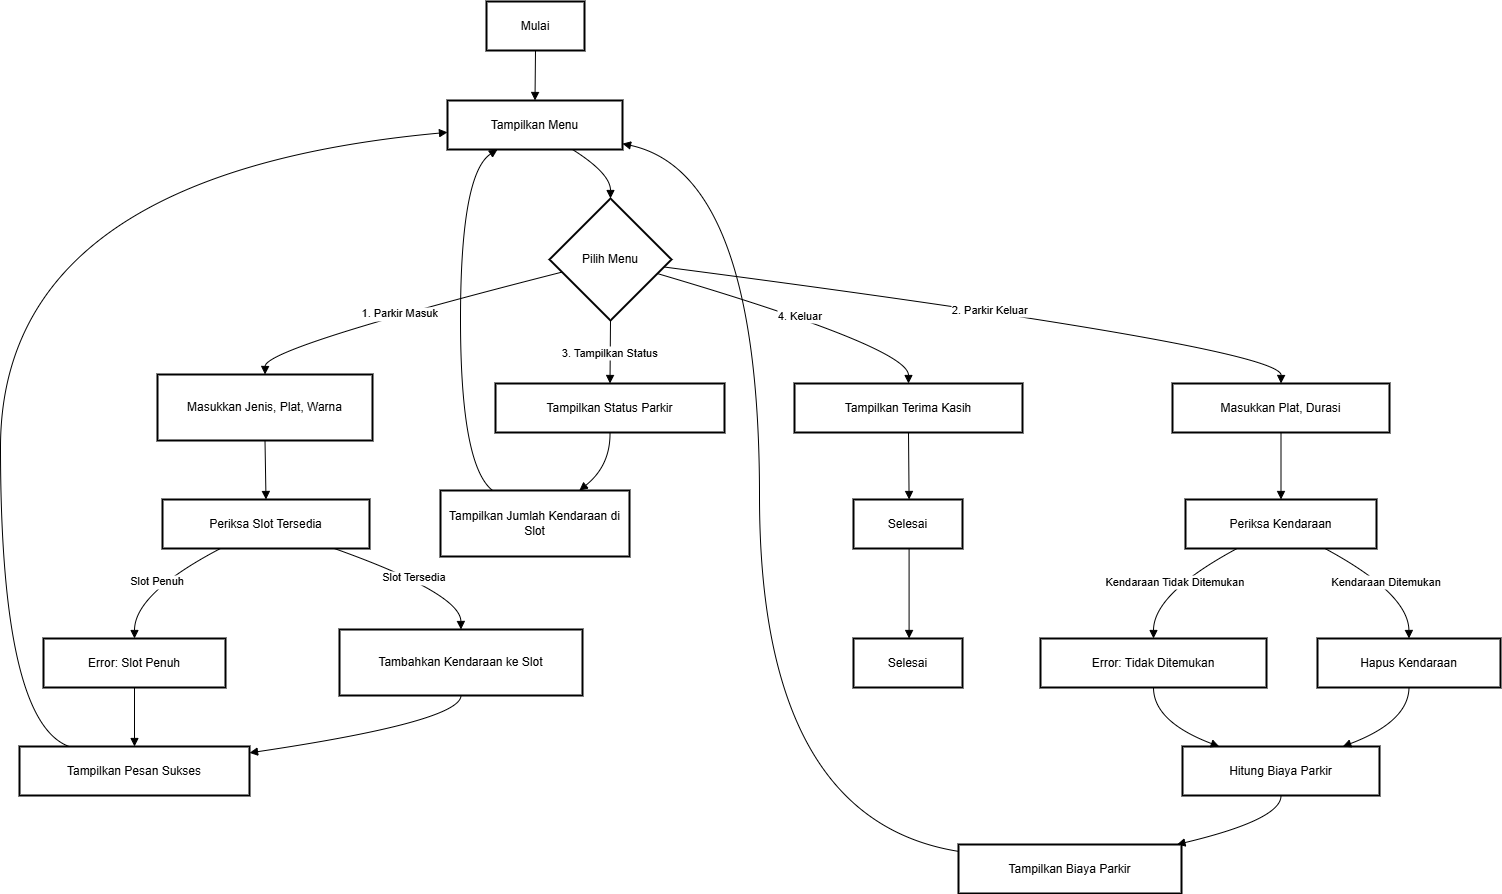 Mulai
Tampilkan Menu
Pilih Menu
1. Parkir Masuk
4. Keluar
2. Parkir Keluar
3. Tampilkan Status
Masukkan Jenis, Plat, Warna
Tampilkan Status Parkir
Tampilkan Terima Kasih
Masukkan Plat, Durasi
Periksa Slot Tersedia
Tampilkan Jumlah Kendaraan di
Slot
Selesai
Periksa Kendaraan
Slot Penuh
Slot Tersedia
Kendaraan Tidak Ditemukan
Kendaraan Ditemukan
Error: Slot Penuh
Tambahkan Kendaraan ke Slot
Selesai
Error: Tidak Ditemukan
Hapus Kendaraan
Tampilkan Pesan Sukses
Hitung Biaya Parkir
Tampilkan Biaya Parkir